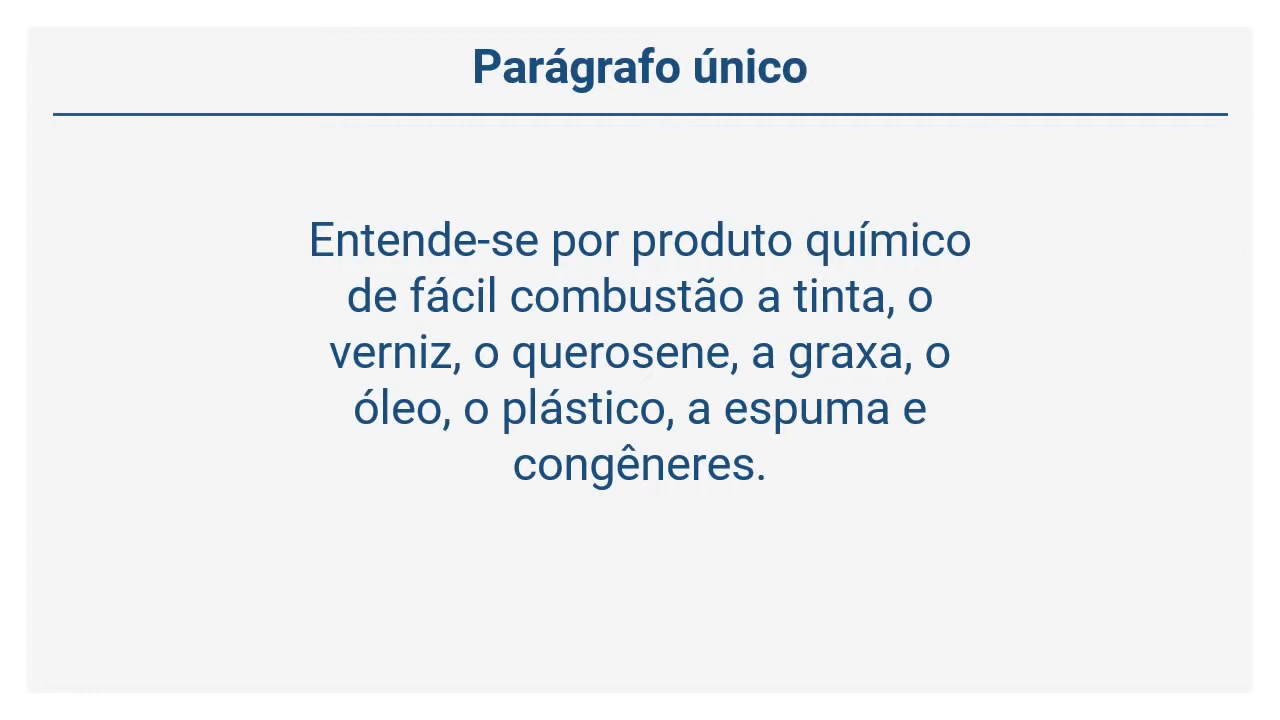 Parágrafo único
Entende-se por produto químico
de fácil combustão a tinta, o
verniz, o querosene, a graxa, o
óleo, o plástico, a espuma e
congêneres.